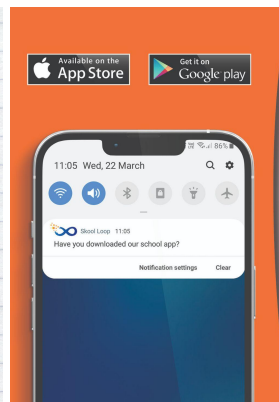 Available on the
App Store
Get it on
Google play
86%
11:05 Wed, 22 March
Skool Loop 11:05
Have you downloaded our school app?
Notification settings Clear